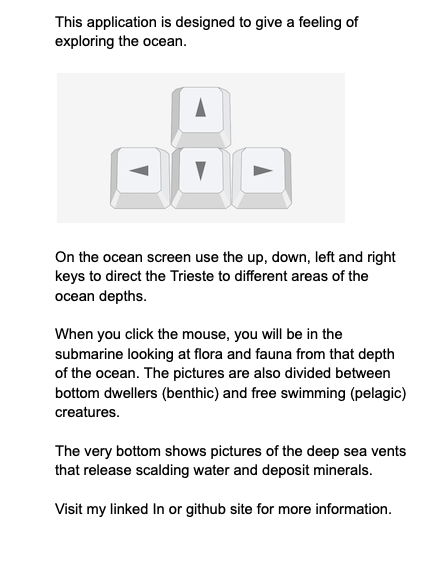 This application is designed to give a feeling of
exploring the ocean.
On the ocean screen use the up, down, left and right
keys to direct the Trieste to different areas of the
ocean depths.
When you click the mouse, you will be in the
submarine looking at flora and fauna from that depth
of the ocean. The pictures are also divided between
bottom dwellers (benthic) and free swimming (pelagic)
creatures.
The very bottom shows pictures of the deep sea vents
that release scalding water and deposit minerals.
Visit my linked In or github site for more information.